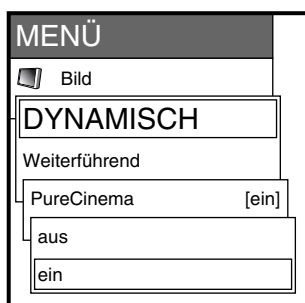 MENÜ
Bild
DYNAMISCH
Weiterführend
PureCinema [ein]
aus
ein